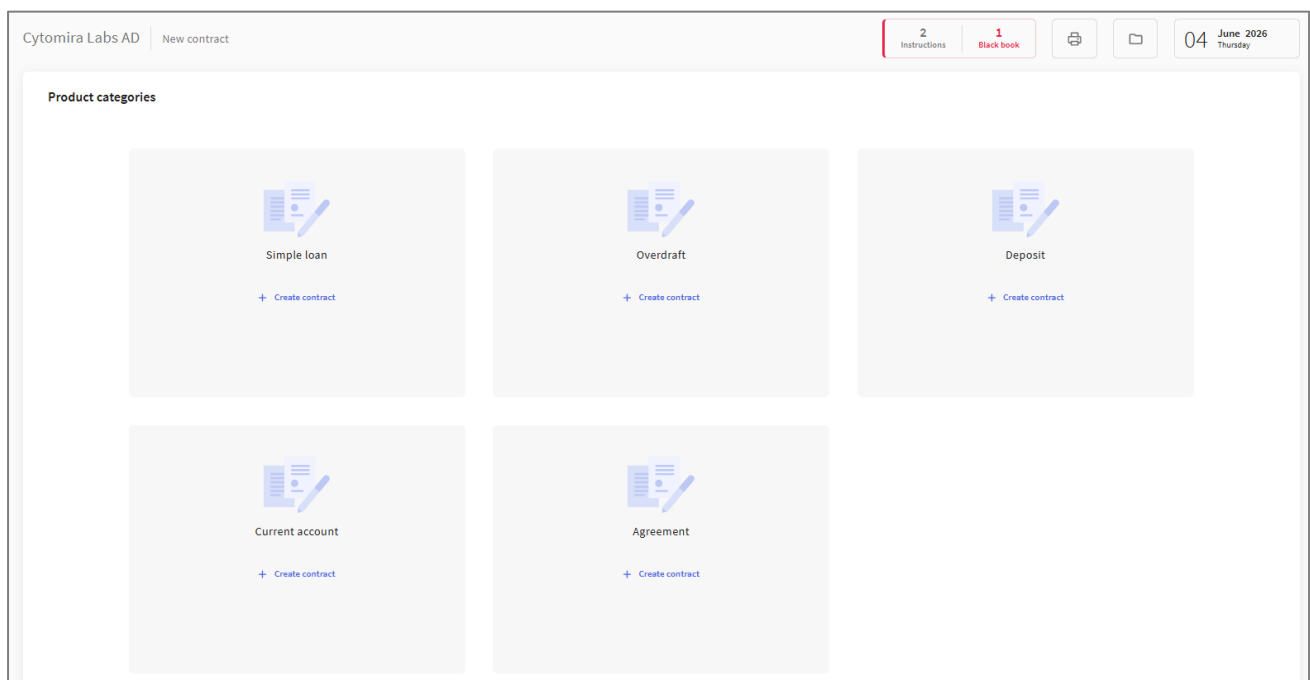 Cytomira Labs AD New contract
2 Instructions 1 Black book
04 June 2026 Thursday
Product categories
Simple loan
+ Create contract
Overdraft
+ Create contract
Deposit
+ Create contract
Current account
+ Create contract
Agreement
+ Create contract